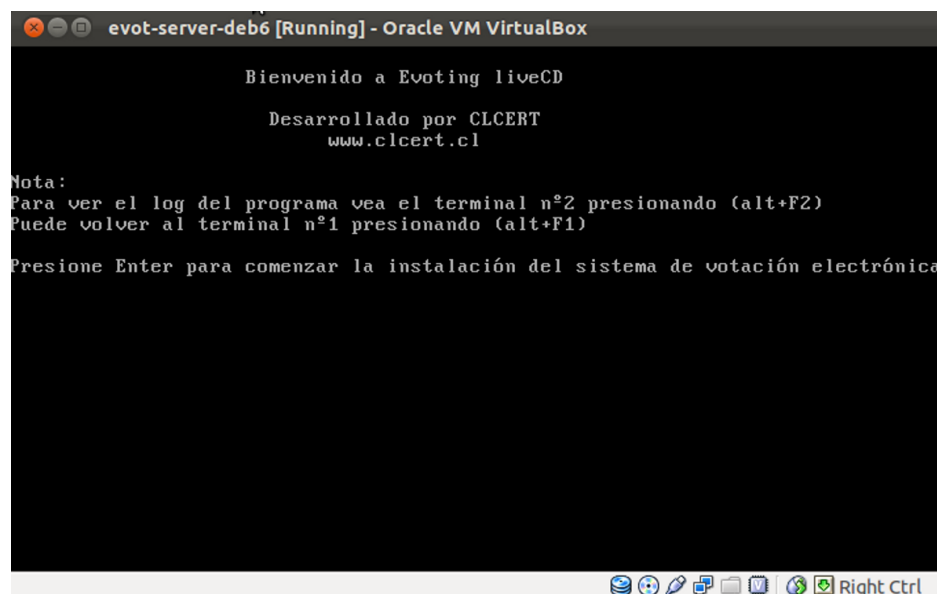 evot-server-deb6 [Running] - Oracle VM VirtualBox
Bienvenido a Evoting liveCD
Desarrollado por CLCERT
www.clcert.cl
Nota:
Para ver el log del programa vea el terminal nº2 presionando (alt+F2)
Puede volver al terminal nº1 presionando (alt+F1)
Presione Enter para comenzar la instalación del sistema de votación electrónica
Right Ctrl